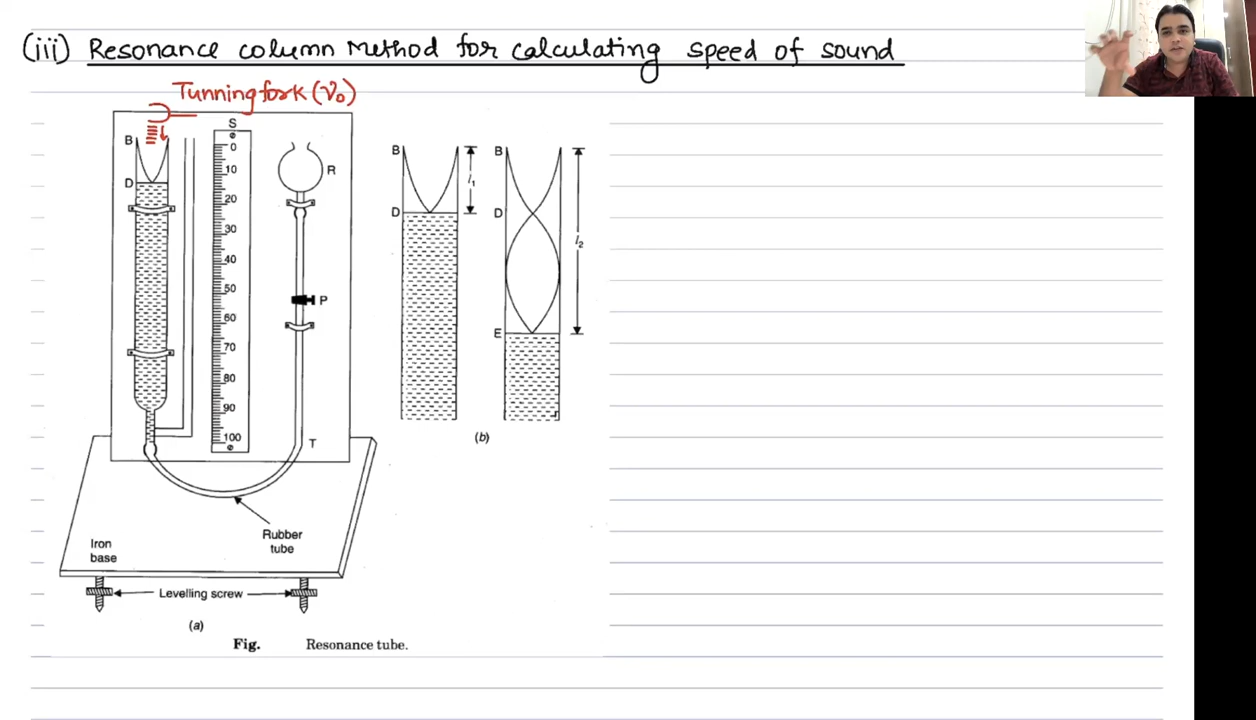 (iii) Resonance column Method for calculating speed of sound
Tunning fork (ν₀)
S
B
D
0
10
20
30
40
50
60
70
80
90
100
R
P
T
Rubber
tube
Iron
base
Levelling screw
(a)
B
D
l₁
B
D
E
l₂
(b)
Fig. Resonance tube.